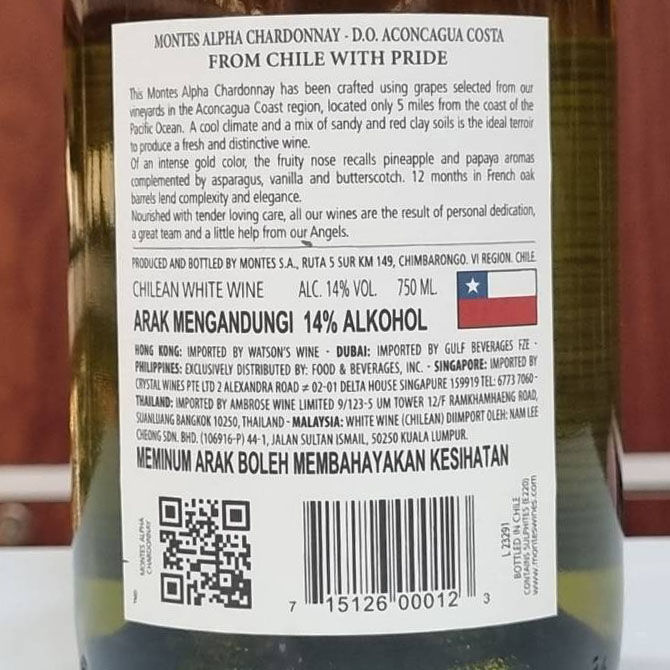 MONTES ALPHA CHARDONNAY - D.O. ACONCAGUA COSTA
FROM CHILE WITH PRIDE
This Montes Alpha Chardonnay has been crafted using grapes selected from our
vineyards in the Aconcagua Coast region, located only 5 miles from the coast of the
Pacific Ocean. A cool climate and a mix of sandy and red clay soils is the ideal terroir
to produce a fresh and distinctive wine.
Of an intense gold color, the fruity nose recalls pineapple and papaya aromas
complemented by asparagus, vanilla and butterscotch. 12 months in French oak
barrels lend complexity and elegance.
Nourished with tender loving care, all our wines are the result of personal dedication,
a great team and a little help from our Angels.
PRODUCED AND BOTTLED BY MONTES S.A., RUTA 5 SUR KM 149, CHIMBARONGO. VI REGION. CHILE
CHILEAN WHITE WINE ALC. 14% VOL. 750 ML.
ARAK MENGANDUNGI 14% ALKOHOL
HONG KONG: IMPORTED BY WATSON'S WINE - DUBAI: IMPORTED BY GULF BEVERAGES FZE -
PHILIPPINES: EXCLUSIVELY DISTRIBUTED BY: FOOD & BEVERAGES, INC. - SINGAPORE: IMPORTED BY
CRYSTAL WINES PTE LTD 2 ALEXANDRA ROAD ≠ 02-01 DELTA HOUSE SINGAPURE 159919 TEL: 6773 7060 -
THAILAND: IMPORTED BY AMBROSE WINE LIMITED 9/123-5 UM TOWER 12/F RAMKHAMHAENG ROAD,
SUANLUANG BANGKOK 10250, THAILAND - MALAYSIA: WHITE WINE (CHILEAN) DIIMPORT OLEH: NAM LEE
CHEONG SDN. BHD. (106916-P) 44-1, JALAN SULTAN ISMAIL, 50250 KUALA LUMPUR.
MEMINUM ARAK BOLEH MEMBAHAYAKAN KESIHATAN
MONTES ALPHA
CHARDONNAY
7 15126 00012 3
L 23291
BOTTLED IN CHILE
CONTAINS SULPHITES (E220)
www.monteswines.com